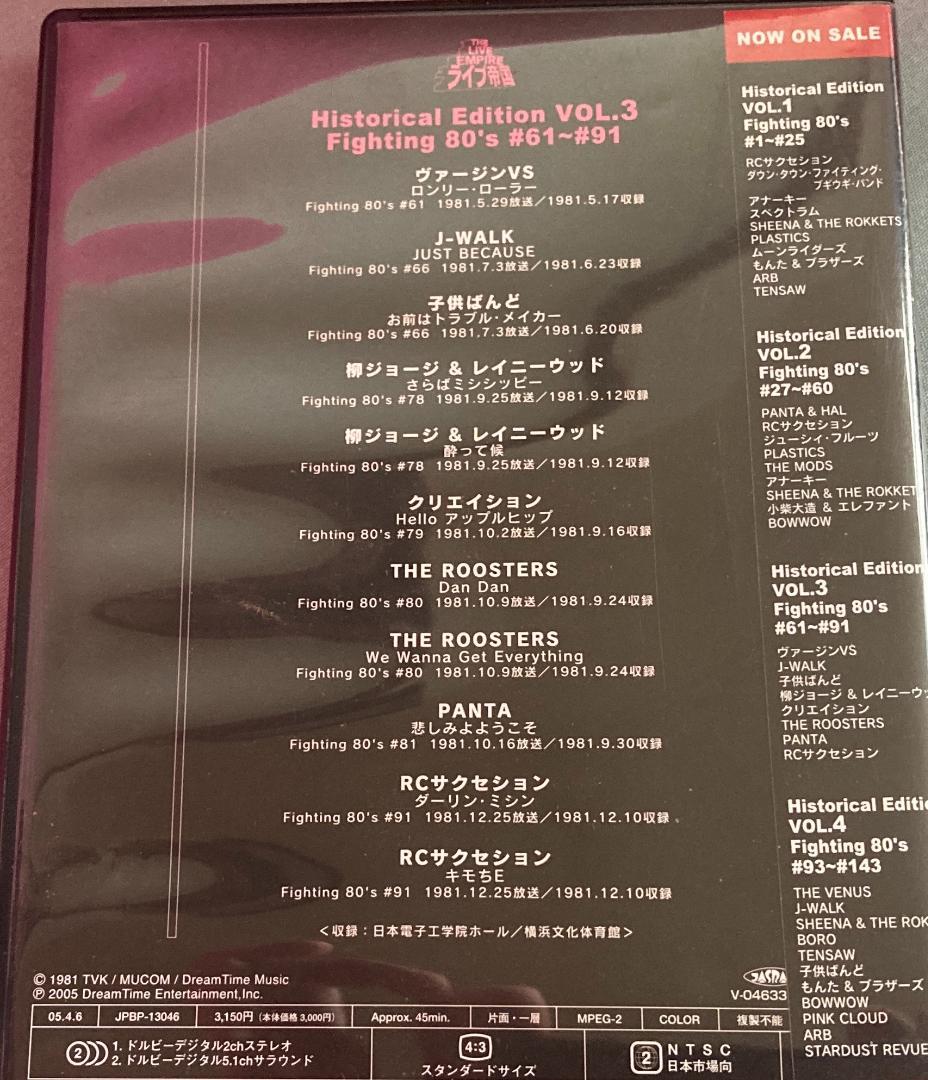 THE
LIVE
EMPIRE
ライブ帝国
Historical Edition VOL.3
Fighting 80's #61~#91
ヴァージンVS
ロンリー・ローラー
Fighting 80's #61 1981.5.29放送／1981.5.17収録
J-WALK
JUST BECAUSE
Fighting 80's #66 1981.7.3放送／1981.6.23収録
子供ばんど
お前はトラブル・メイカー
Fighting 80's #66 1981.7.3放送／1981.6.20収録
柳ジョージ & レイニーウッド
さらばミシシッピー
Fighting 80's #78 1981.9.25放送／1981.9.12収録
柳ジョージ & レイニーウッド
酔って候
Fighting 80's #78 1981.9.25放送／1981.9.12収録
クリエイション
Hello アップルヒップ
Fighting 80's #79 1981.10.2放送／1981.9.16収録
THE ROOSTERS
Dan Dan
Fighting 80's #80 1981.10.9放送／1981.9.24収録
THE ROOSTERS
We Wanna Get Everything
Fighting 80's #80 1981.10.9放送／1981.9.24収録
PANTA
悲しみよようこそ
Fighting 80's #81 1981.10.16放送／1981.9.30収録
RCサクセション
ダーリン・ミシン
Fighting 80's #91 1981.12.25放送／1981.12.10収録
RCサクセション
キモちE
Fighting 80's #91 1981.12.25放送／1981.12.10収録
＜収録：日本電子工学院ホール／横浜文化体育館＞
NOW ON SALE
Historical Edition
VOL.1
Fighting 80's
#1~#25
RCサクセション
ダウン・タウン・ファイティング・
ブギウギ・バンド
アナーキー
スペクトラム
SHEENA & THE ROKKETS
PLASTICS
ムーンライダーズ
もんた & ブラザーズ
ARB
TENSAW
Historical Edition
VOL.2
Fighting 80's
#27~#60
PANTA & HAL
RCサクセション
ジューシィ・フルーツ
PLASTICS
THE MODS
アナーキー
SHEENA & THE ROKKET
小柴大造 & エレファント
BOWWOW
Historical Edition
VOL.3
Fighting 80's
#61~#91
ヴァージンVS
J-WALK
子供ばんど
柳ジョージ & レイニーウッ
クリエイション
THE ROOSTERS
PANTA
RCサクセション
Historical Editi
VOL.4
Fighting 80's
#93~#143
THE VENUS
J-WALK
SHEENA & THE ROK
BORO
TENSAW
子供ばんど
もんた & ブラザーズ
BOWWOW
PINK CLOUD
ARB
STARDUST REVUE
© 1981 TVK / MUCOM / DreamTime Music
℗ 2005 DreamTime Entertainment,Inc.
JASRAC
V-04633
05.4.6 JPBP-13046 3,150円（本体価格 3,000円） Approx. 45min. 片面・一層 MPEG-2 COLOR 複製不能
2 1. ドルビーデジタル2chステレオ
2. ドルビーデジタル5.1chサラウンド
4:3
スタンダードサイズ
2 NTSC
日本市場向